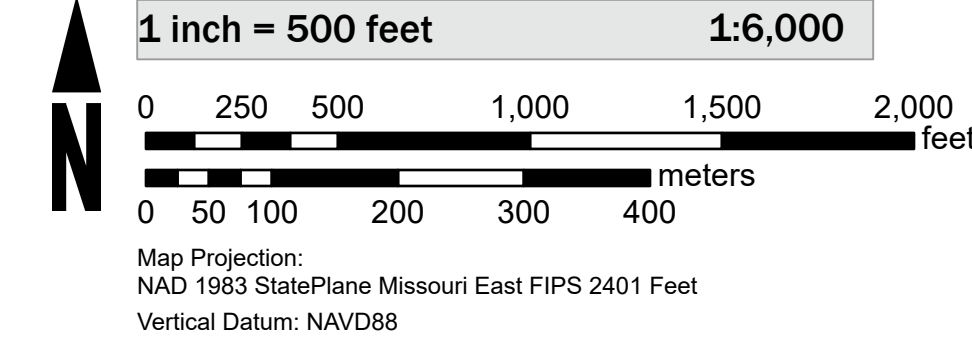 1 inch = 500 feet 1:6,000
0 250 500 1,000 1,500 2,000
feet
meters
0 50 100 200 300 400
N
Map Projection:
NAD 1983 StatePlane Missouri East FIPS 2401 Feet
Vertical Datum: NAVD88